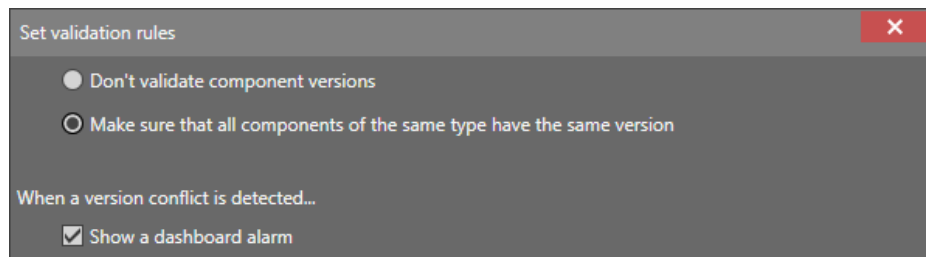 Set validation rules
Don't validate component versions
Make sure that all components of the same type have the same version
When a version conflict is detected...
Show a dashboard alarm